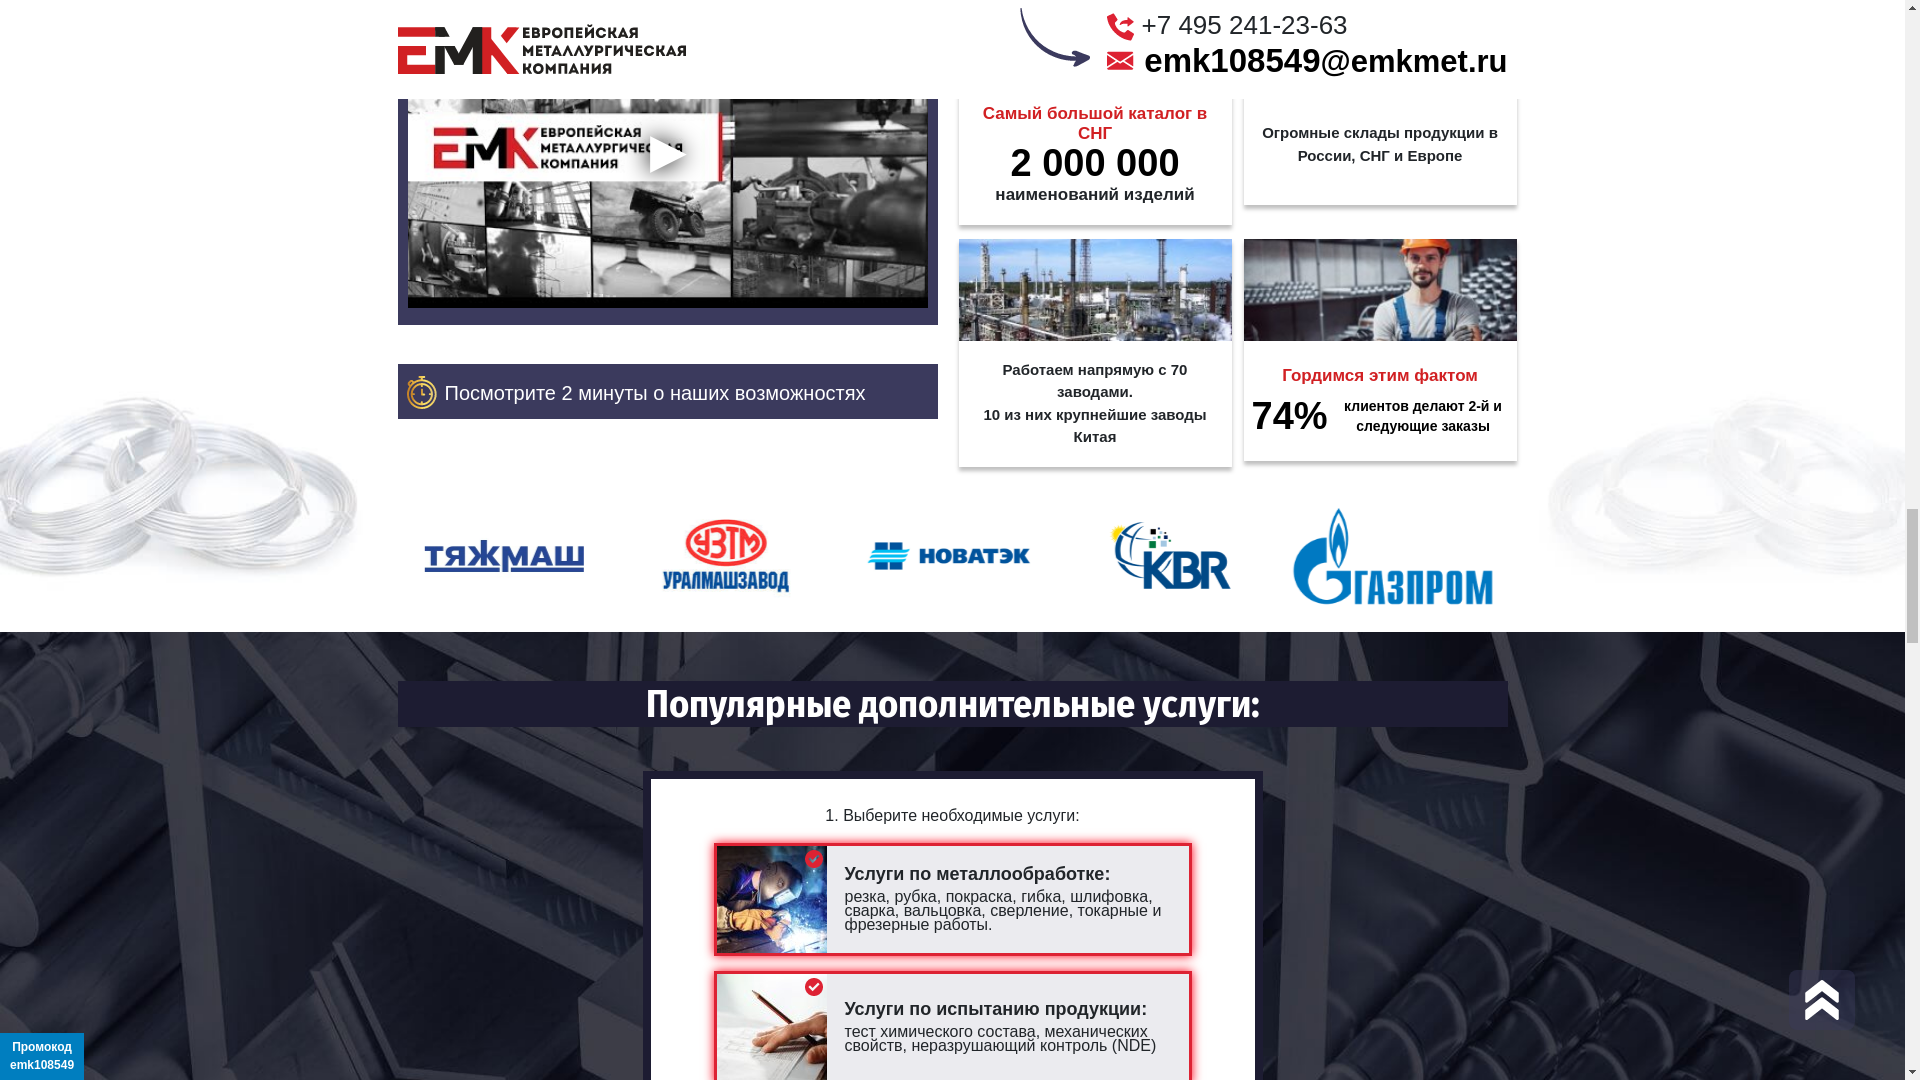 ЕВРОПЕЙСКАЯ
ЕМК МЕТАЛЛУРГИЧЕСКАЯ
КОМПАНИЯ
+7 495 241-23-63
emk108549@emkmet.ru
ЕВРОПЕЙСКАЯ
ЕМК МЕТАЛЛУРГИЧЕСКАЯ
КОМПАНИЯ
Посмотрите 2 минуты о наших возможностях
Самый большой каталог в
СНГ
2 000 000
наименований изделий
Огромные склады продукции в
России, СНГ и Европе
Работаем напрямую с 70
заводами.
10 из них крупнейшие заводы
Китая
Гордимся этим фактом
74%
клиентов делают 2-й и
следующие заказы
ТЯЖМАШ
УЗТМ
УРАЛМАШЗАВОД
НОВАТЭК
KBR
ГАЗПРОМ
Популярные дополнительные услуги:
1. Выберите необходимые услуги:
Услуги по металлообработке:
резка, рубка, покраска, гибка, шлифовка,
сварка, вальцовка, сверление, токарные и
фрезерные работы.
Услуги по испытанию продукции:
тест химического состава, механических
свойств, неразрушающий контроль (NDE)
Промокод
emk108549